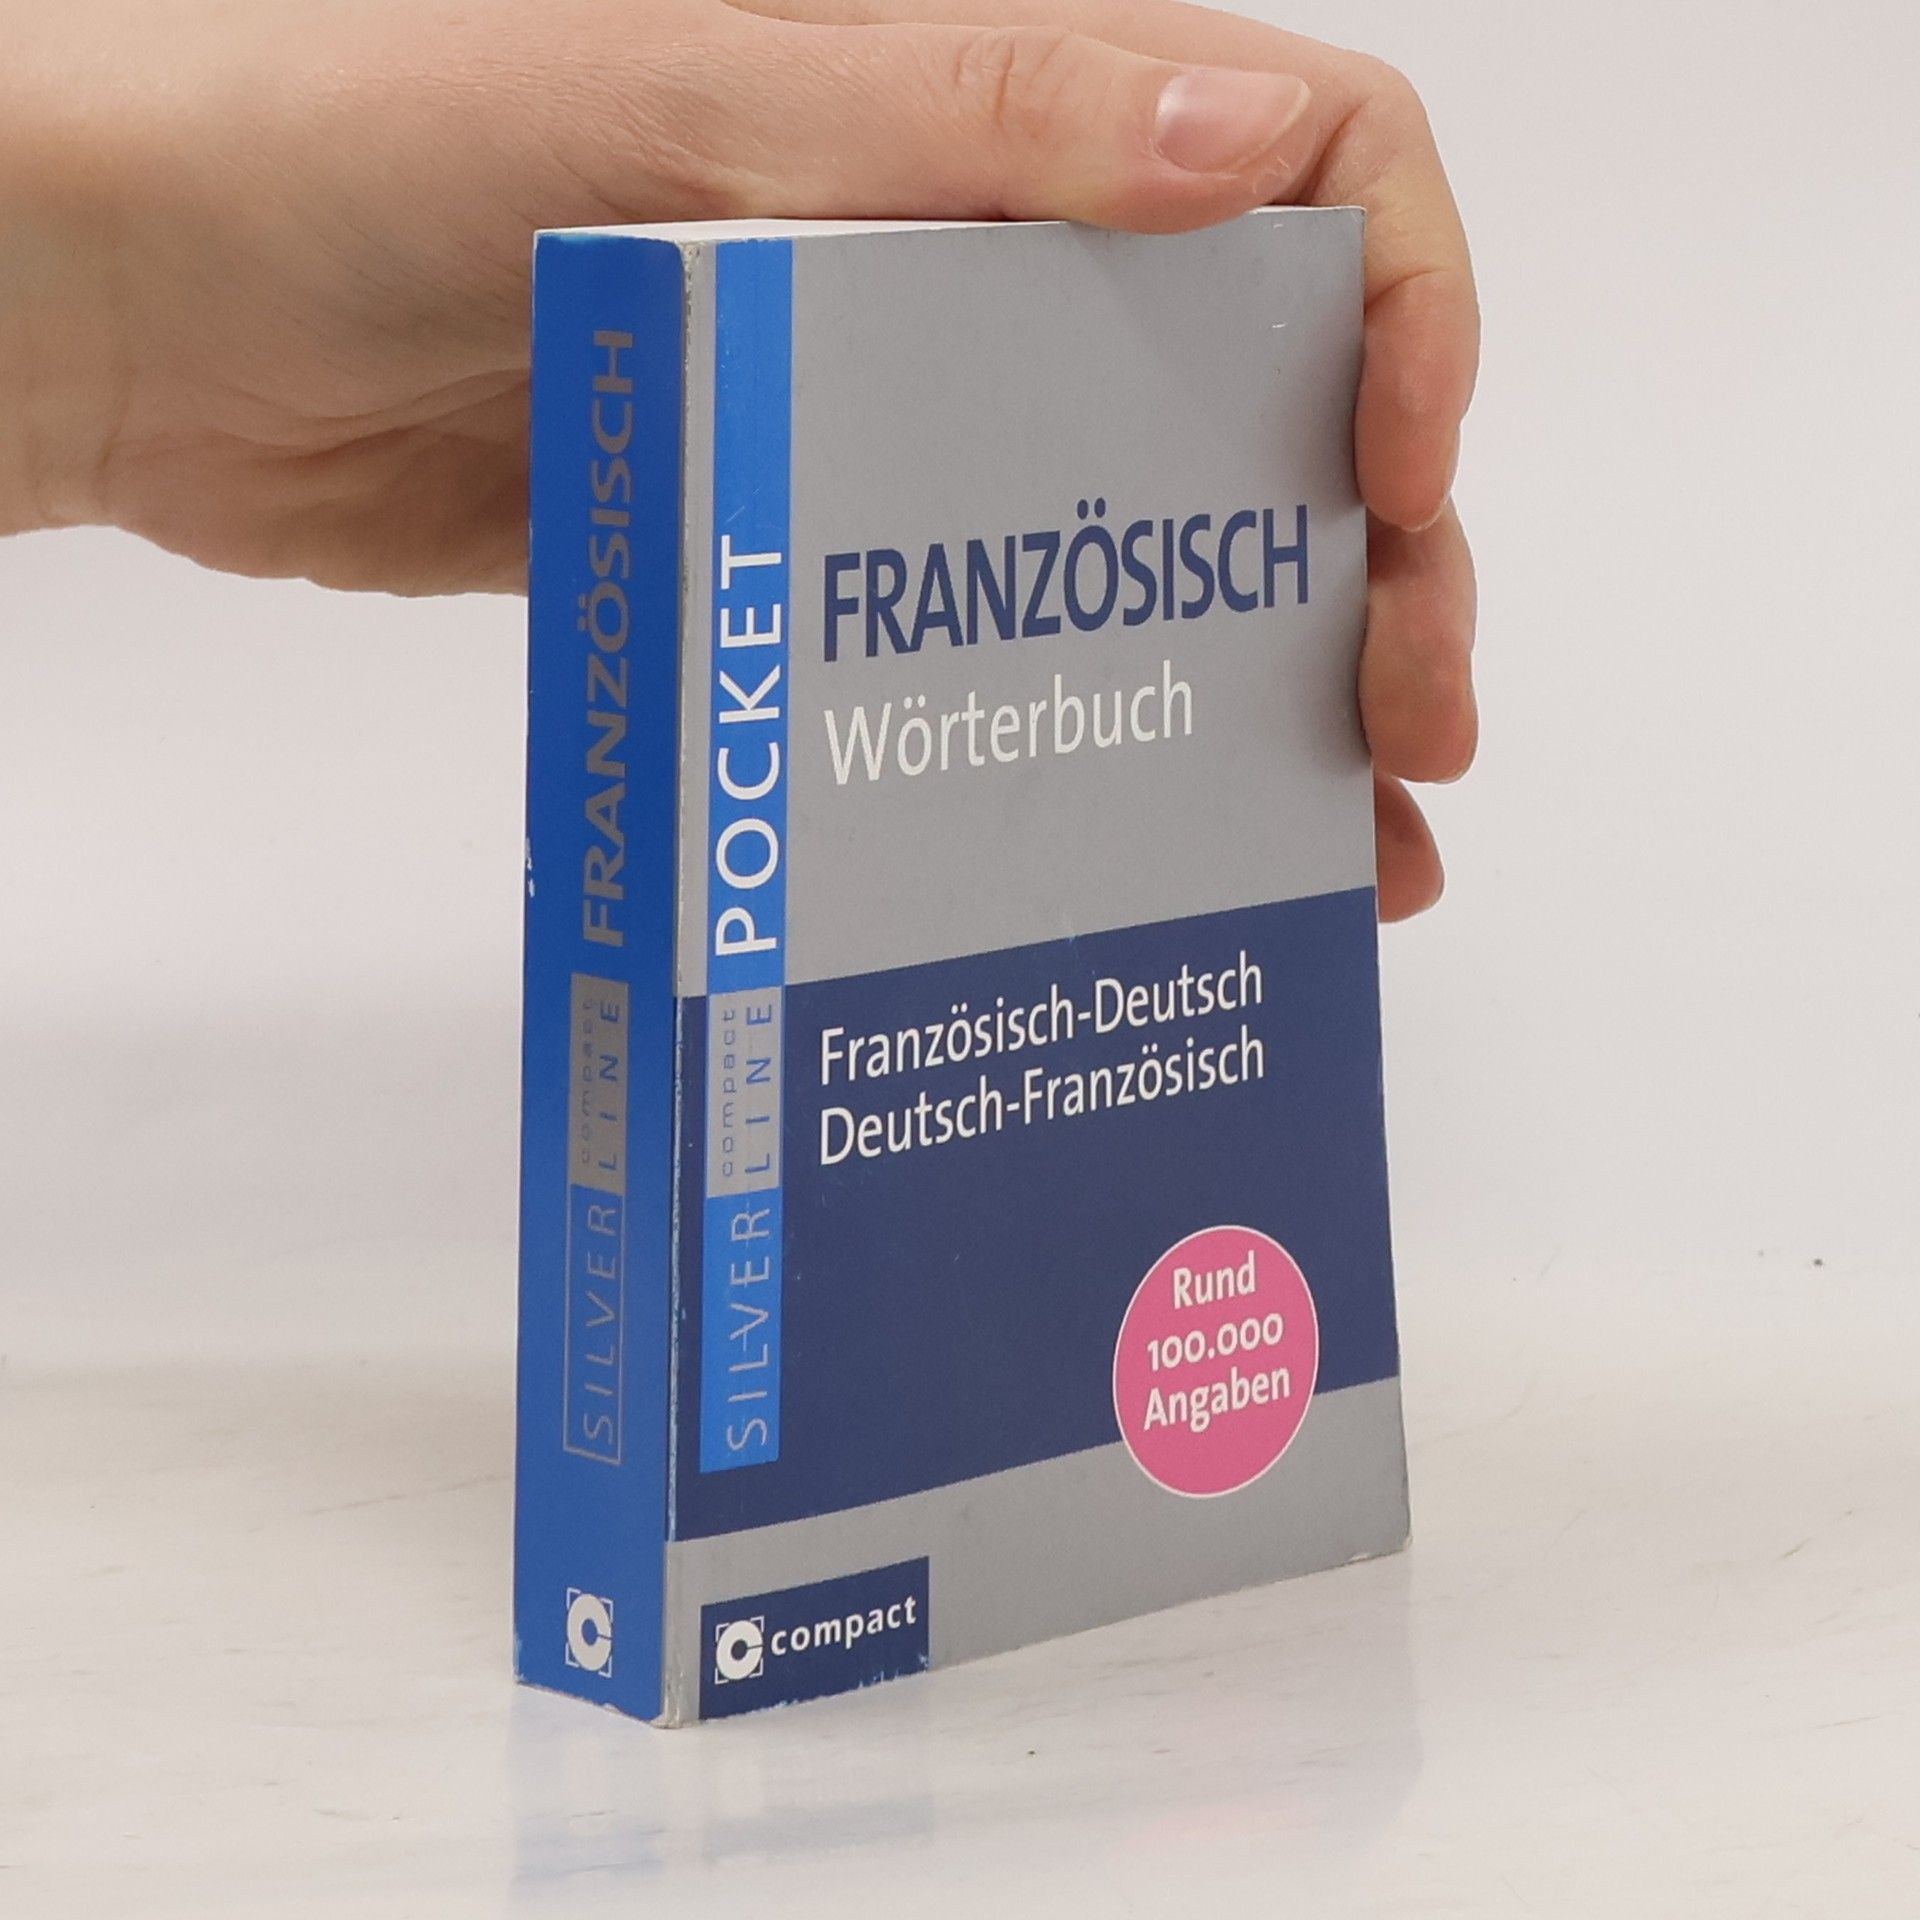 FRANZÖSISCH
compact
SILVER LINE
POCKET
compact
SILVER LINE
FRANZÖSISCH
Wörterbuch
Französisch-Deutsch
Deutsch-Französisch
Rund
100.000
Angaben
compact